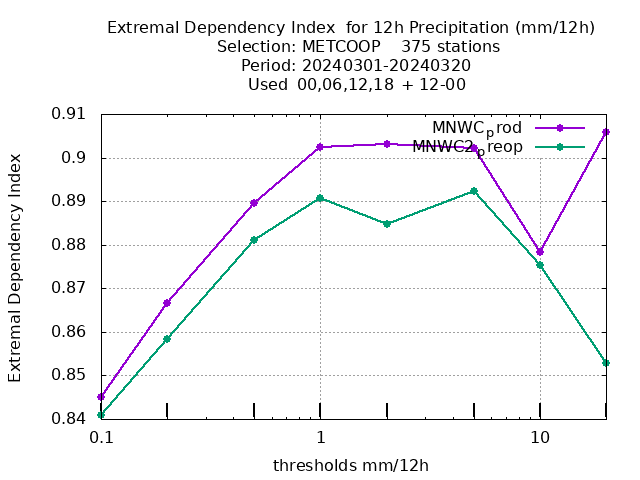 Extremal Dependency Index  for 12h Precipitation (mm/12h)
Selection: METCOOP    375 stations
Period: 20240301-20240320
Used  00,06,12,18 + 12-00
0.91
0.9
0.89
0.88
0.87
0.86
0.85
0.84
Extremal Dependency Index
MNWCprod
MNWC2preop
0.1
1
10
thresholds mm/12h